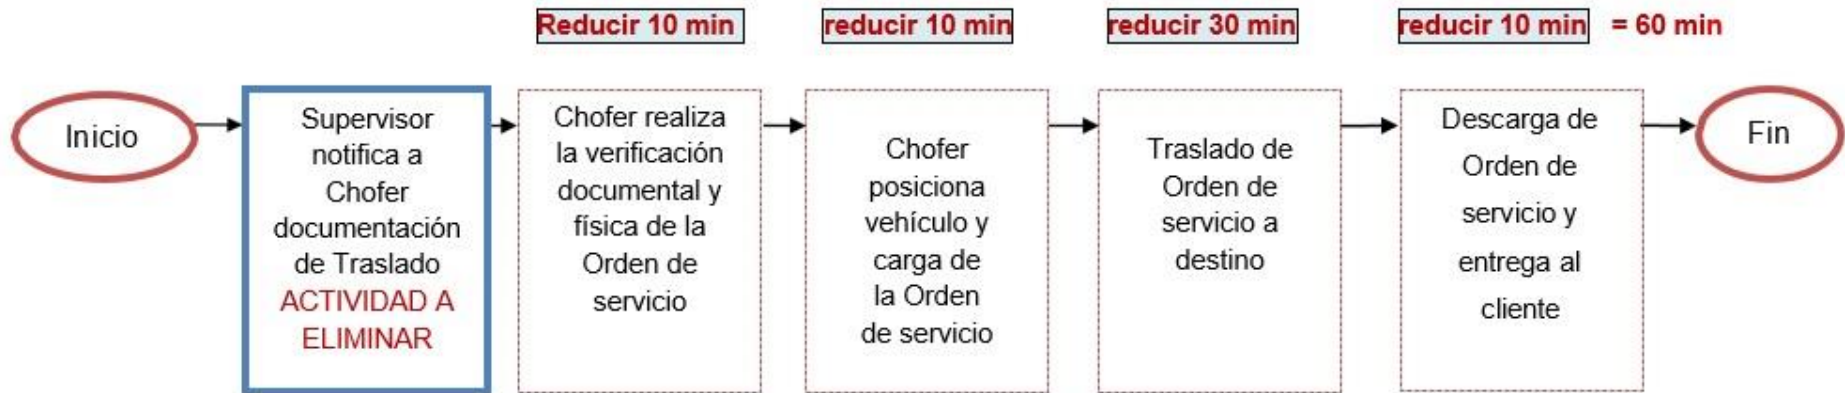 Reducir 10 min
reducir 10 min
reducir 30 min
reducir 10 min
= 60 min
Inicio
Supervisor
notifica a
Chofer
documentación
de Traslado
ACTIVIDAD A
ELIMINAR
Chofer realiza
la verificación
documental y
física de la
Orden de
servicio
Chofer
posiciona
vehículo y
carga de
la Orden
de servicio
Traslado de
Orden de
servicio a
destino
Descarga de
Orden de
servicio y
entrega al
cliente
Fin